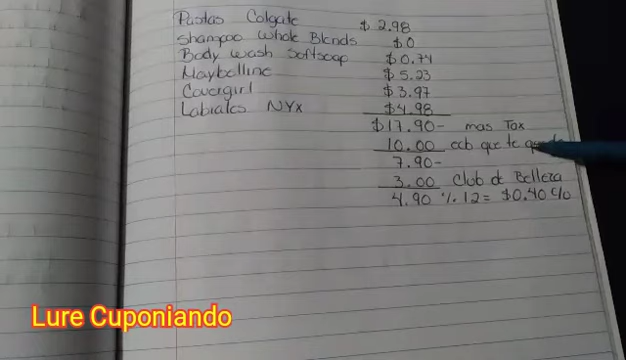 Pastas Colgate $2.98
Shampoo Whole Blends $0
Body wash Softsoap $0.74
Maybelline $5.23
Covergirl $3.97
Labiales NYX $4.98
$17.90- mas Tax
10.00 ecb que te
7.90-
3.00 Club de Belleza
4.90 % 12= $0.40 c/o
Lure Cuponiando